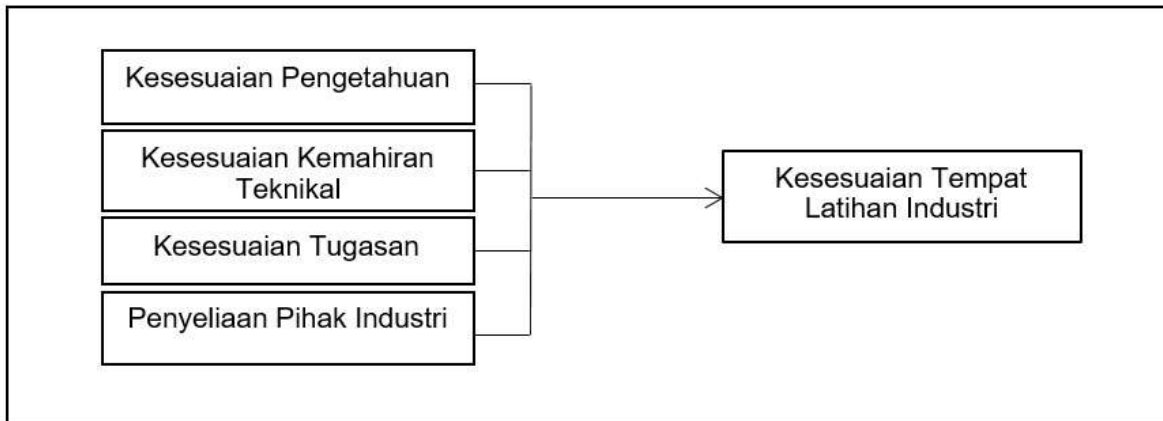 Kesesuaian Pengetahuan
Kesesuaian Kemahiran
Teknikal
Kesesuaian Tugasan
Penyeliaan Pihak Industri
Kesesuaian Tempat
Latihan Industri